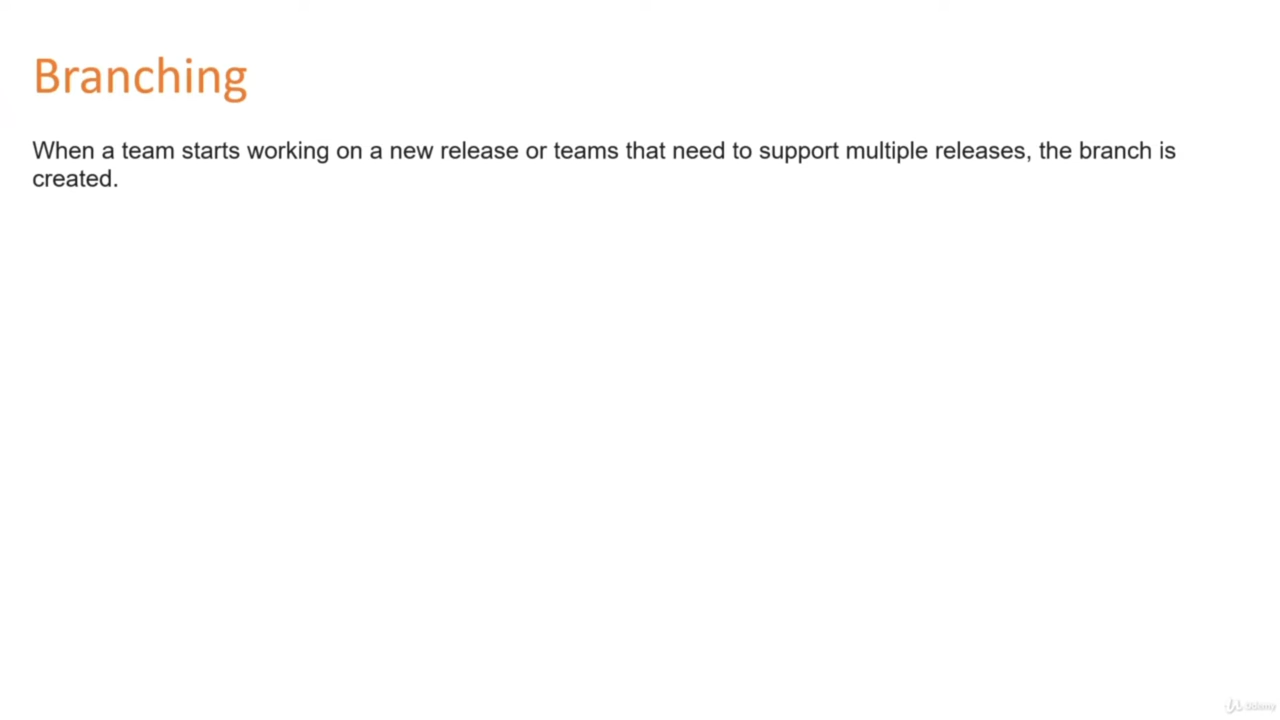 Branching
When a team starts working on a new release or teams that need to support multiple releases, the branch is
created.
Udemy